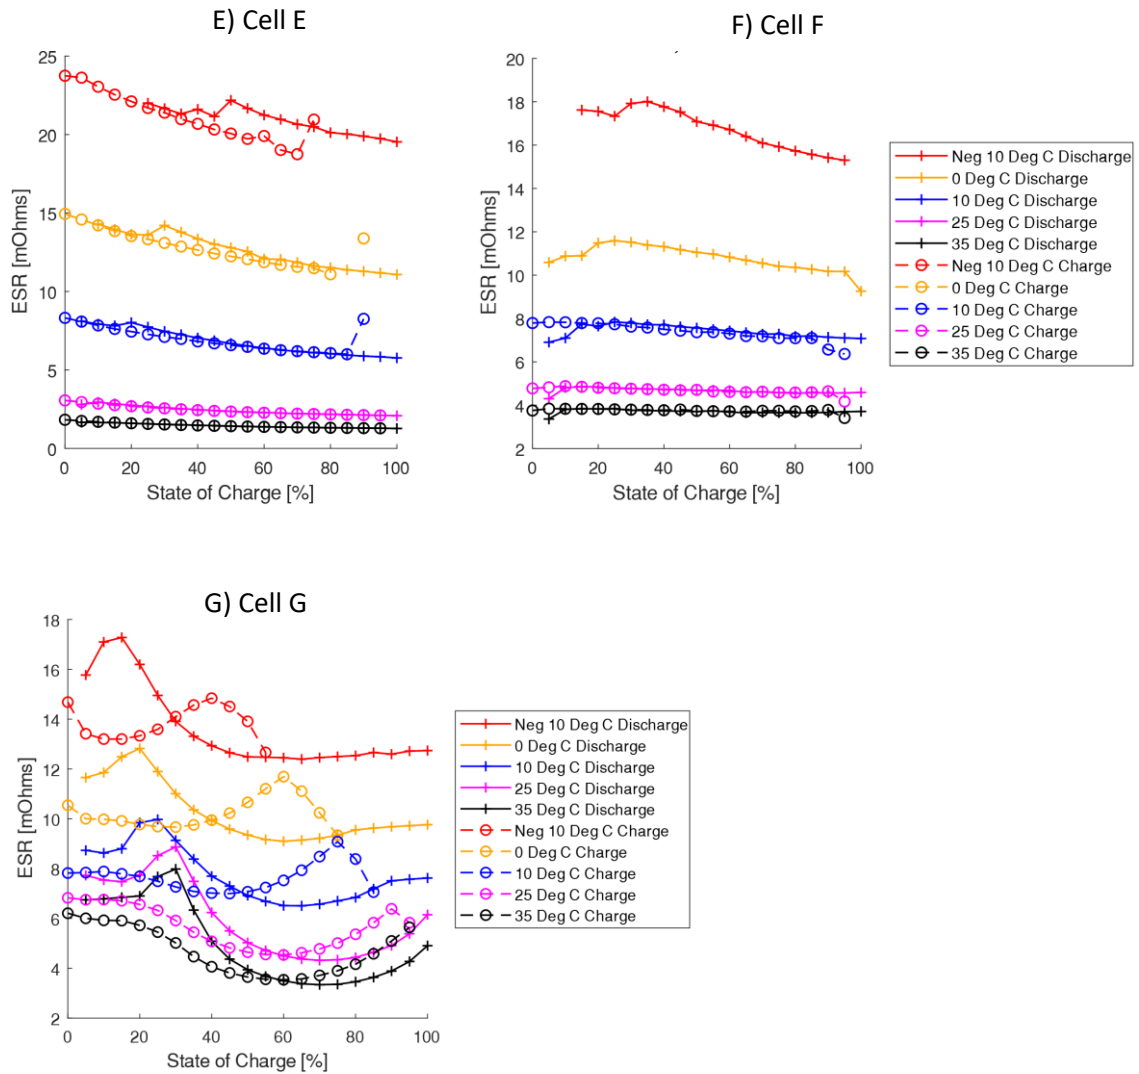 E) Cell E
F) Cell F
25
20
15
10
5
0
ESR [mOhms]
0 20 40 60 80 100
State of Charge [%]
20
18
16
14
12
10
8
6
4
2
ESR [mOhms]
0 20 40 60 80 100
State of Charge [%]
Neg 10 Deg C Discharge
0 Deg C Discharge
10 Deg C Discharge
25 Deg C Discharge
35 Deg C Discharge
Neg 10 Deg C Charge
0 Deg C Charge
10 Deg C Charge
25 Deg C Charge
35 Deg C Charge
G) Cell G
18
16
14
12
10
8
6
4
2
ESR [mOhms]
0 20 40 60 80 100
State of Charge [%]
Neg 10 Deg C Discharge
0 Deg C Discharge
10 Deg C Discharge
25 Deg C Discharge
35 Deg C Discharge
Neg 10 Deg C Charge
0 Deg C Charge
10 Deg C Charge
25 Deg C Charge
35 Deg C Charge